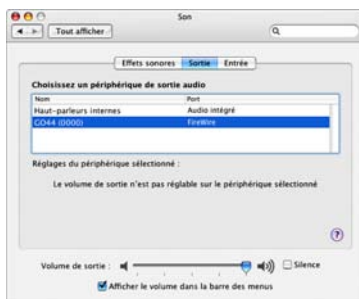 Son
Tout afficher
Effets sonores Sortie Entrée
Choisissez un périphérique de sortie audio
Nom Port
Haut-parleurs internes Audio intégré
GO44 (0000) FireWire
Réglages du périphérique sélectionné :
Le volume de sortie n'est pas réglable sur le périphérique sélectionné
?
Volume de sortie : Silence
Afficher le volume dans la barre des menus